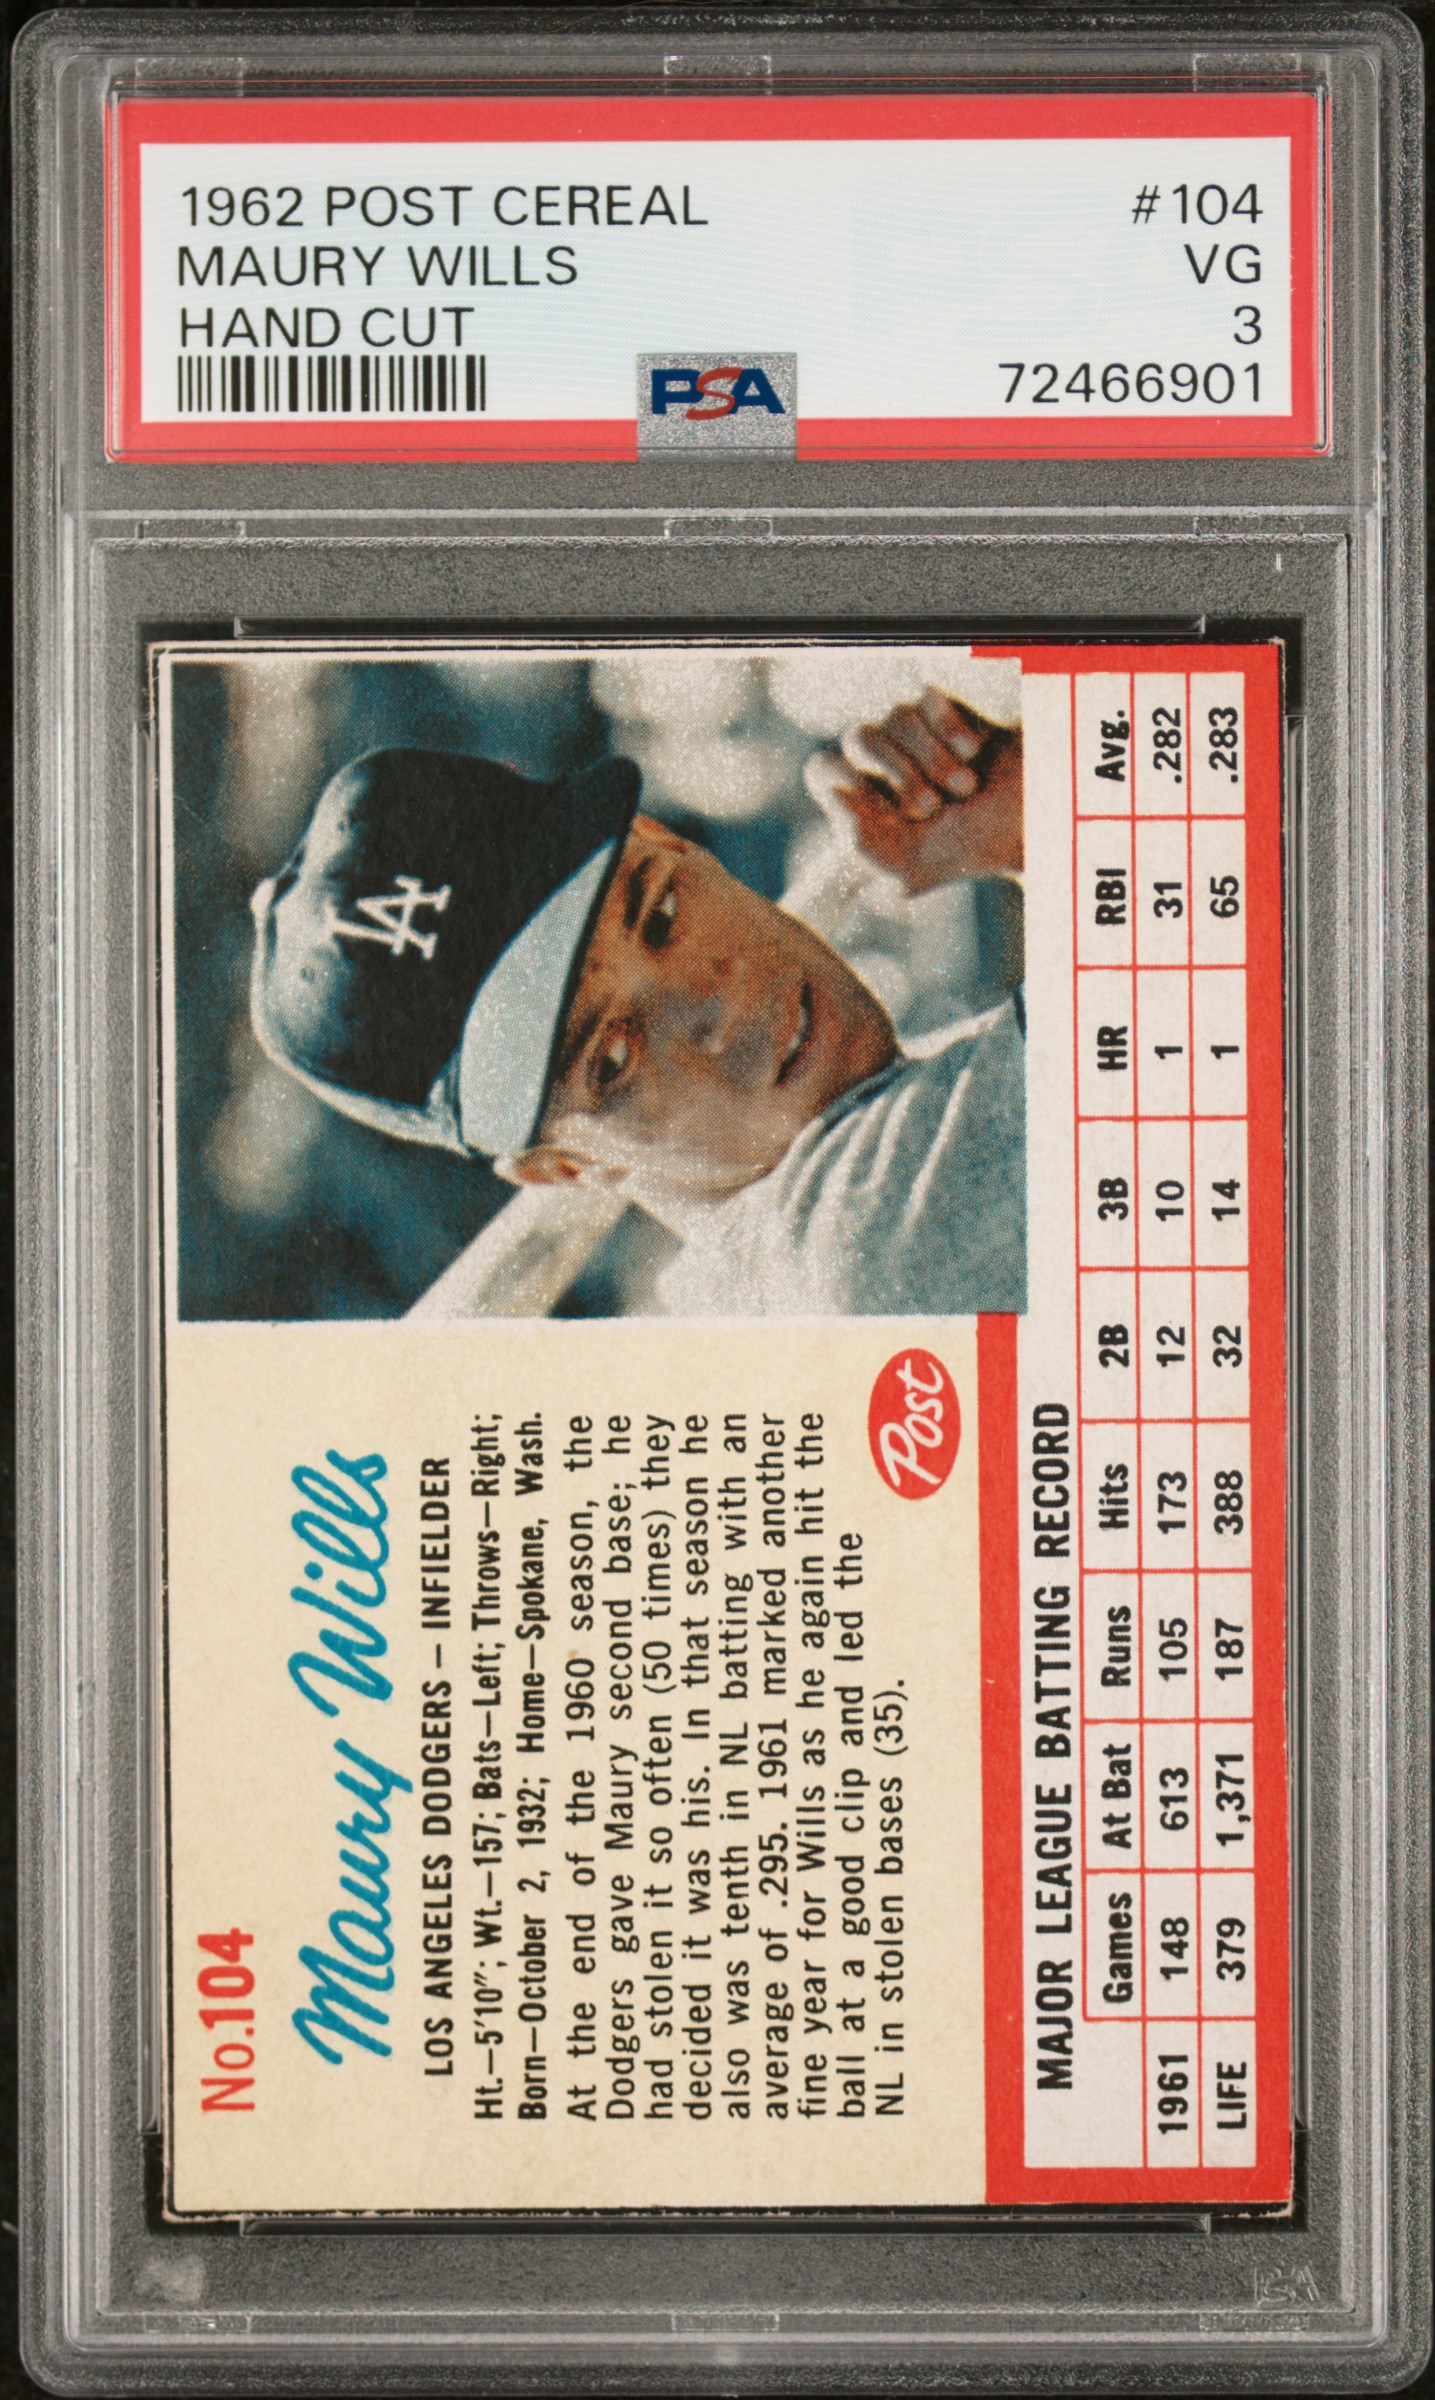 1962 POST CEREAL #104
MAURY WILLS VG
HAND CUT 3
72466901
PSA
No.104
Maury Wills
LOS ANGELES DODGERS — INFIELDER
Ht.—5'10"; Wt.—157; Bats—Left; Throws—Right;
Born—October 2, 1932; Home—Spokane, Wash.
At the end of the 1960 season, the
Dodgers gave Maury second base; he
had stolen it so often (50 times) they
decided it was his. In that season he
also was tenth in NL batting with an
average of .295. 1961 marked another
fine year for Wills as he again hit the
ball at a good clip and led the
NL in stolen bases (35).
Post
LA
MAJOR LEAGUE BATTING RECORD
Games At Bat Runs Hits 2B 3B HR RBI Avg.
1961 148 613 105 173 12 10 1 31 .282
LIFE 379 1,371 187 388 32 14 1 65 .283
PSA